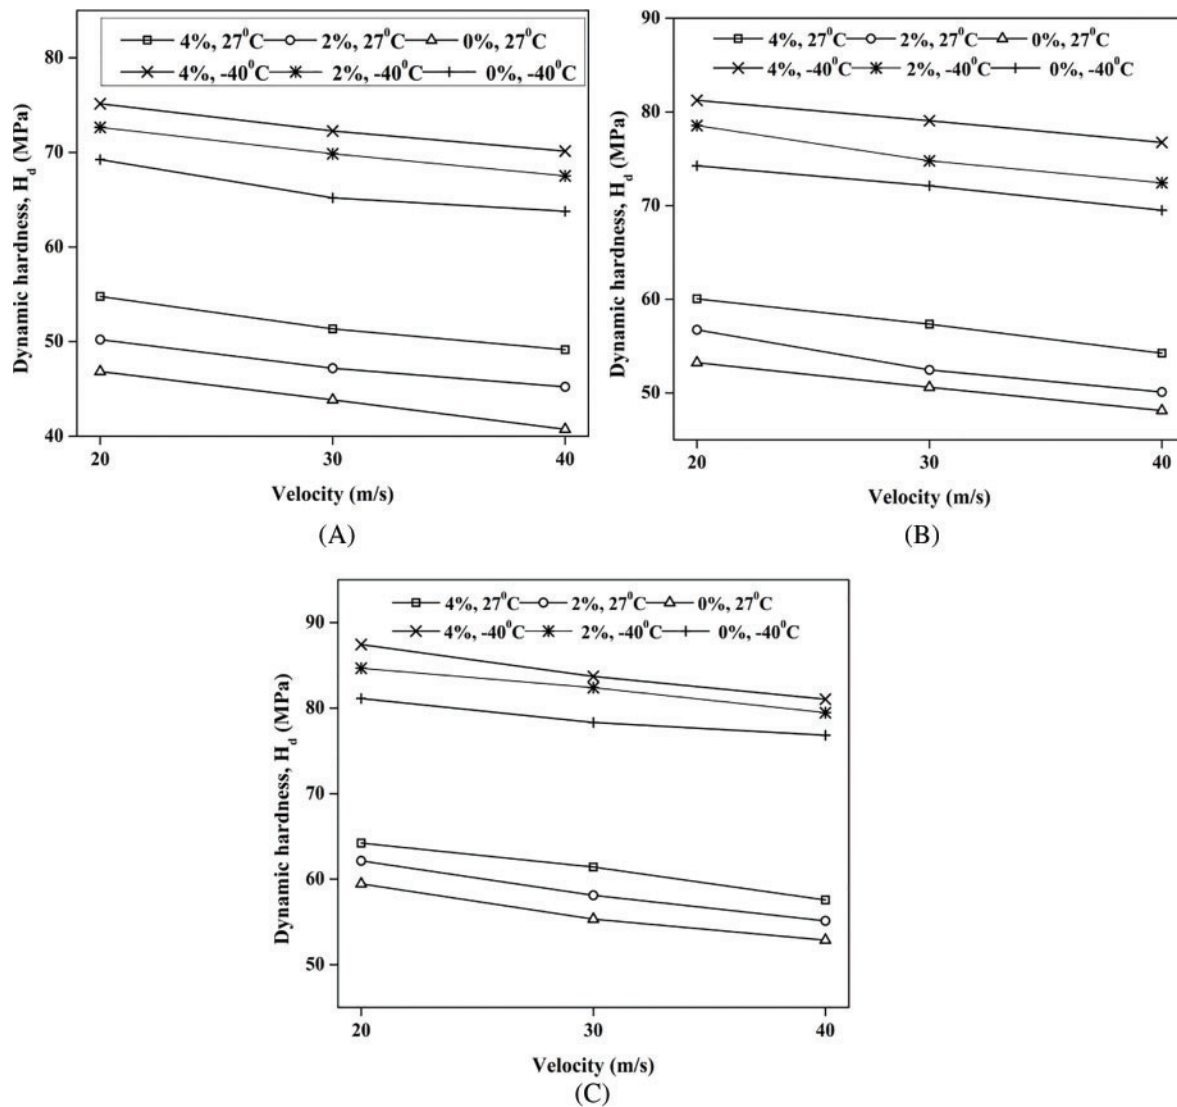 4%, 27⁰C 2%, 27⁰C 0%, 27⁰C
4%, -40⁰C 2%, -40⁰C 0%, -40⁰C
80
70
60
50
40
Dynamic hardness, H_d (MPa)
20 30 40
Velocity (m/s)
(A)
4%, 27⁰C 2%, 27⁰C 0%, 27⁰C
4%, -40⁰C 2%, -40⁰C 0%, -40⁰C
90
80
70
60
50
Dynamic hardness, H_d (MPa)
20 30 40
Velocity (m/s)
(B)
4%, 27⁰C 2%, 27⁰C 0%, 27⁰C
4%, -40⁰C 2%, -40⁰C 0%, -40⁰C
90
80
70
60
50
Dynamic hardness, H_d (MPa)
20 30 40
Velocity (m/s)
(C)